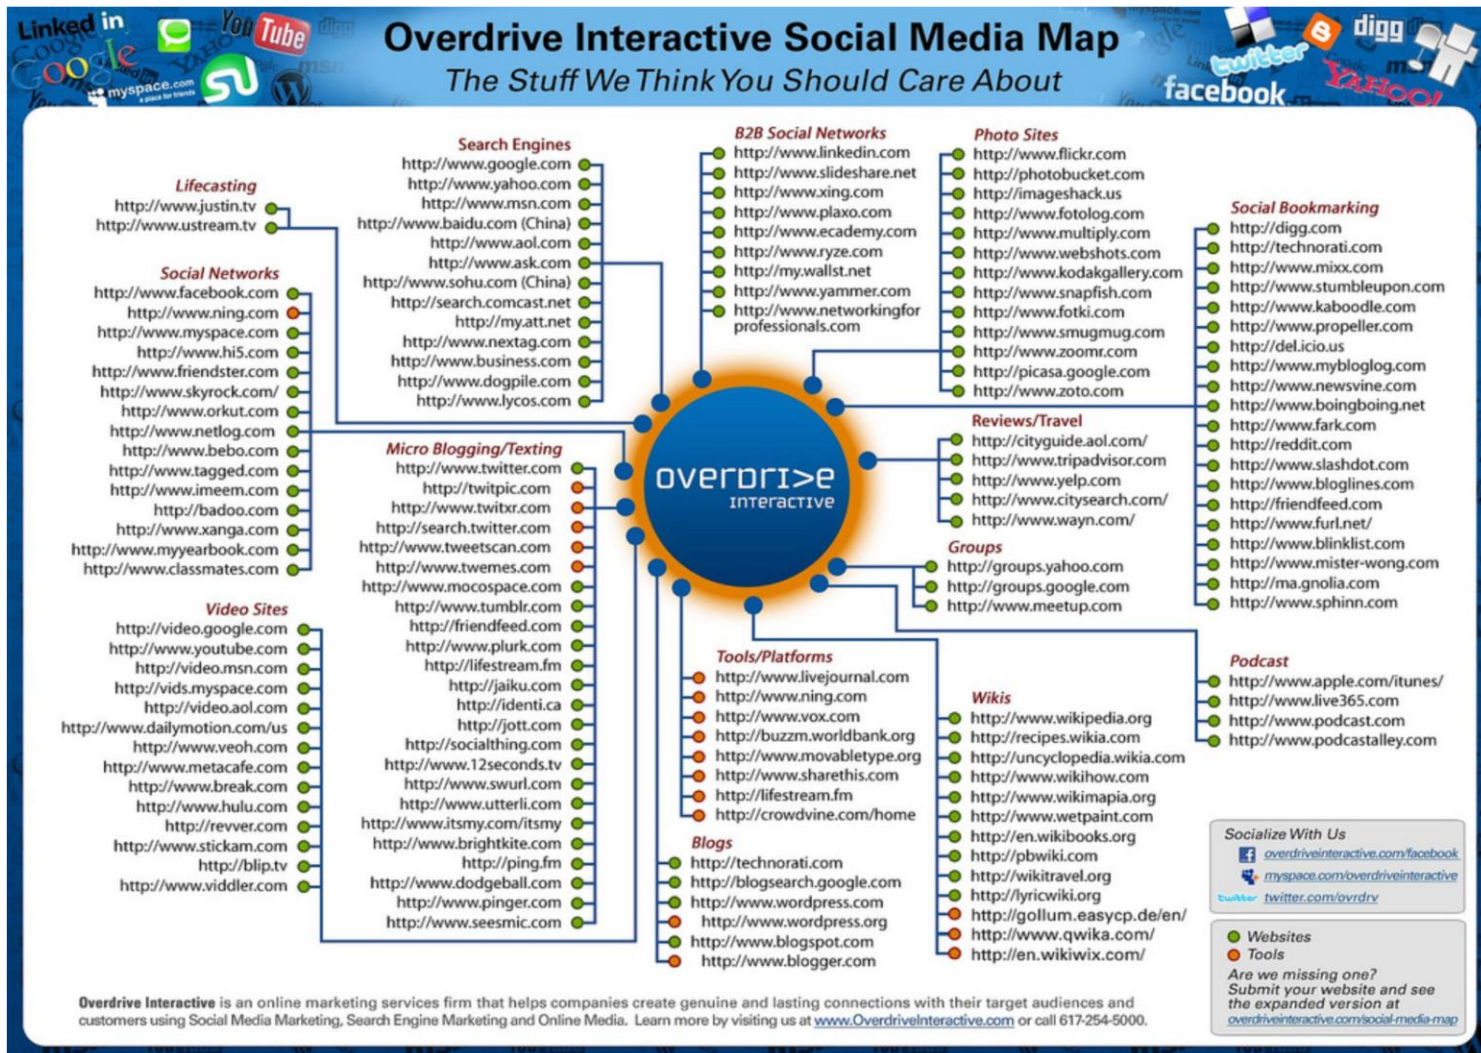 Linked in
Google
You Tube
digg
YAHOO
msn
myspace.com
a place for friends
Overdrive Interactive Social Media Map
The Stuff We Think You Should Care About
digg
twitter
facebook
YAHOO!
Lifecasting
http://www.justin.tv
http://www.ustream.tv
Social Networks
http://www.facebook.com
http://www.ning.com
http://www.myspace.com
http://www.hi5.com
http://www.friendster.com
http://www.skyrock.com/
http://www.orkut.com
http://www.netlog.com
http://www.bebo.com
http://www.tagged.com
http://www.imeem.com
http://badoo.com
http://www.xanga.com
http://www.myyearbook.com
http://www.classmates.com
Video Sites
http://video.google.com
http://www.youtube.com
http://video.msn.com
http://vids.myspace.com
http://video.aol.com
http://www.dailymotion.com/us
http://www.veoh.com
http://www.metacafe.com
http://www.break.com
http://www.hulu.com
http://revver.com
http://www.stickam.com
http://blip.tv
http://www.viddler.com
Search Engines
http://www.google.com
http://www.yahoo.com
http://www.msn.com
http://www.baidu.com (China)
http://www.aol.com
http://www.ask.com
http://www.sohu.com (China)
http://search.comcast.net
http://my.att.net
http://www.nextag.com
http://www.business.com
http://www.dogpile.com
http://www.lycos.com
Micro Blogging/Texting
http://www.twitter.com
http://twitpic.com
http://www.twitxr.com
http://search.twitter.com
http://www.tweetscan.com
http://www.twemes.com
http://www.mocospace.com
http://www.tumblr.com
http://friendfeed.com
http://www.plurk.com
http://lifestream.fm
http://jaiku.com
http://identi.ca
http://jott.com
http://socialthing.com
http://www.12seconds.tv
http://www.swurl.com
http://www.utterli.com
http://www.itsmy.com/itsmy
http://www.brightkite.com
http://ping.fm
http://www.dodgeball.com
http://www.pinger.com
http://www.seesmic.com
B2B Social Networks
http://www.linkedin.com
http://www.slideshare.net
http://www.xing.com
http://www.plaxo.com
http://www.ecademy.com
http://www.ryze.com
http://my.wallst.net
http://www.yammer.com
http://www.networkingfor
professionals.com
overdri>e
interactive
Tools/Platforms
http://www.livejournal.com
http://www.ning.com
http://www.vox.com
http://buzzm.worldbank.org
http://www.movabletype.org
http://www.sharethis.com
http://lifestream.fm
http://crowdvine.com/home
Blogs
http://technorati.com
http://blogsearch.google.com
http://www.wordpress.com
http://www.wordpress.org
http://www.blogspot.com
http://www.blogger.com
Photo Sites
http://www.flickr.com
http://photobucket.com
http://imageshack.us
http://www.fotolog.com
http://www.multiply.com
http://www.webshots.com
http://www.kodakgallery.com
http://www.snapfish.com
http://www.fotki.com
http://www.smugmug.com
http://www.zoomr.com
http://picasa.google.com
http://www.zoto.com
Reviews/Travel
http://cityguide.aol.com/
http://www.tripadvisor.com
http://www.yelp.com
http://www.citysearch.com/
http://www.wayn.com/
Groups
http://groups.yahoo.com
http://groups.google.com
http://www.meetup.com
Wikis
http://www.wikipedia.org
http://recipes.wikia.com
http://uncyclopedia.wikia.com
http://www.wikihow.com
http://www.wikimapia.org
http://www.wetpaint.com
http://en.wikibooks.org
http://pbwiki.com
http://wikitravel.org
http://lyricwiki.org
http://gollum.easycp.de/en/
http://www.qwika.com/
http://en.wikiwix.com/
Social Bookmarking
http://digg.com
http://technorati.com
http://www.mixx.com
http://www.stumbleupon.com
http://www.kaboodle.com
http://www.propeller.com
http://del.icio.us
http://www.mybloglog.com
http://www.newsvine.com
http://www.boingboing.net
http://www.fark.com
http://reddit.com
http://www.slashdot.com
http://www.bloglines.com
http://friendfeed.com
http://www.furl.net/
http://www.blinklist.com
http://www.mister-wong.com
http://ma.gnolia.com
http://www.sphinn.com
Podcast
http://www.apple.com/itunes/
http://www.live365.com
http://www.podcast.com
http://www.podcastalley.com
Socialize With Us
overdriveinteractive.com/facebook
myspace.com/overdriveinteractive
twitter twitter.com/ovrdrv
Websites
Tools
Are we missing one?
Submit your website and see
the expanded version at
overdriveinteractive.com/social-media-map
Overdrive Interactive is an online marketing services firm that helps companies create genuine and lasting connections with their target audiences and
customers using Social Media Marketing, Search Engine Marketing and Online Media. Learn more by visiting us at www.OverdriveInteractive.com or call 617-254-5000.